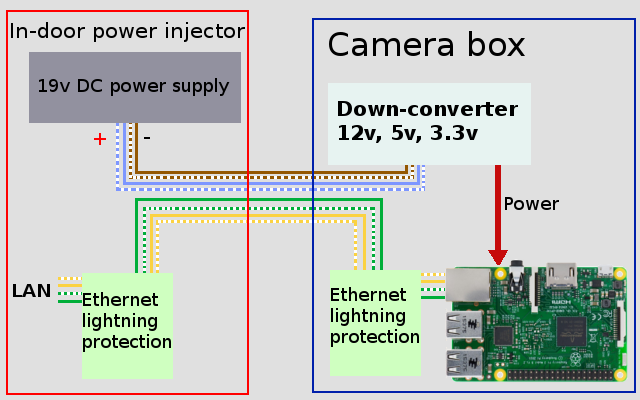 In-door power injector
19v DC power supply
+ -
Camera box
Down-converter
12v, 5v, 3.3v
Power
LAN
Ethernet
lightning
protection
Ethernet
lightning
protection
HDMI